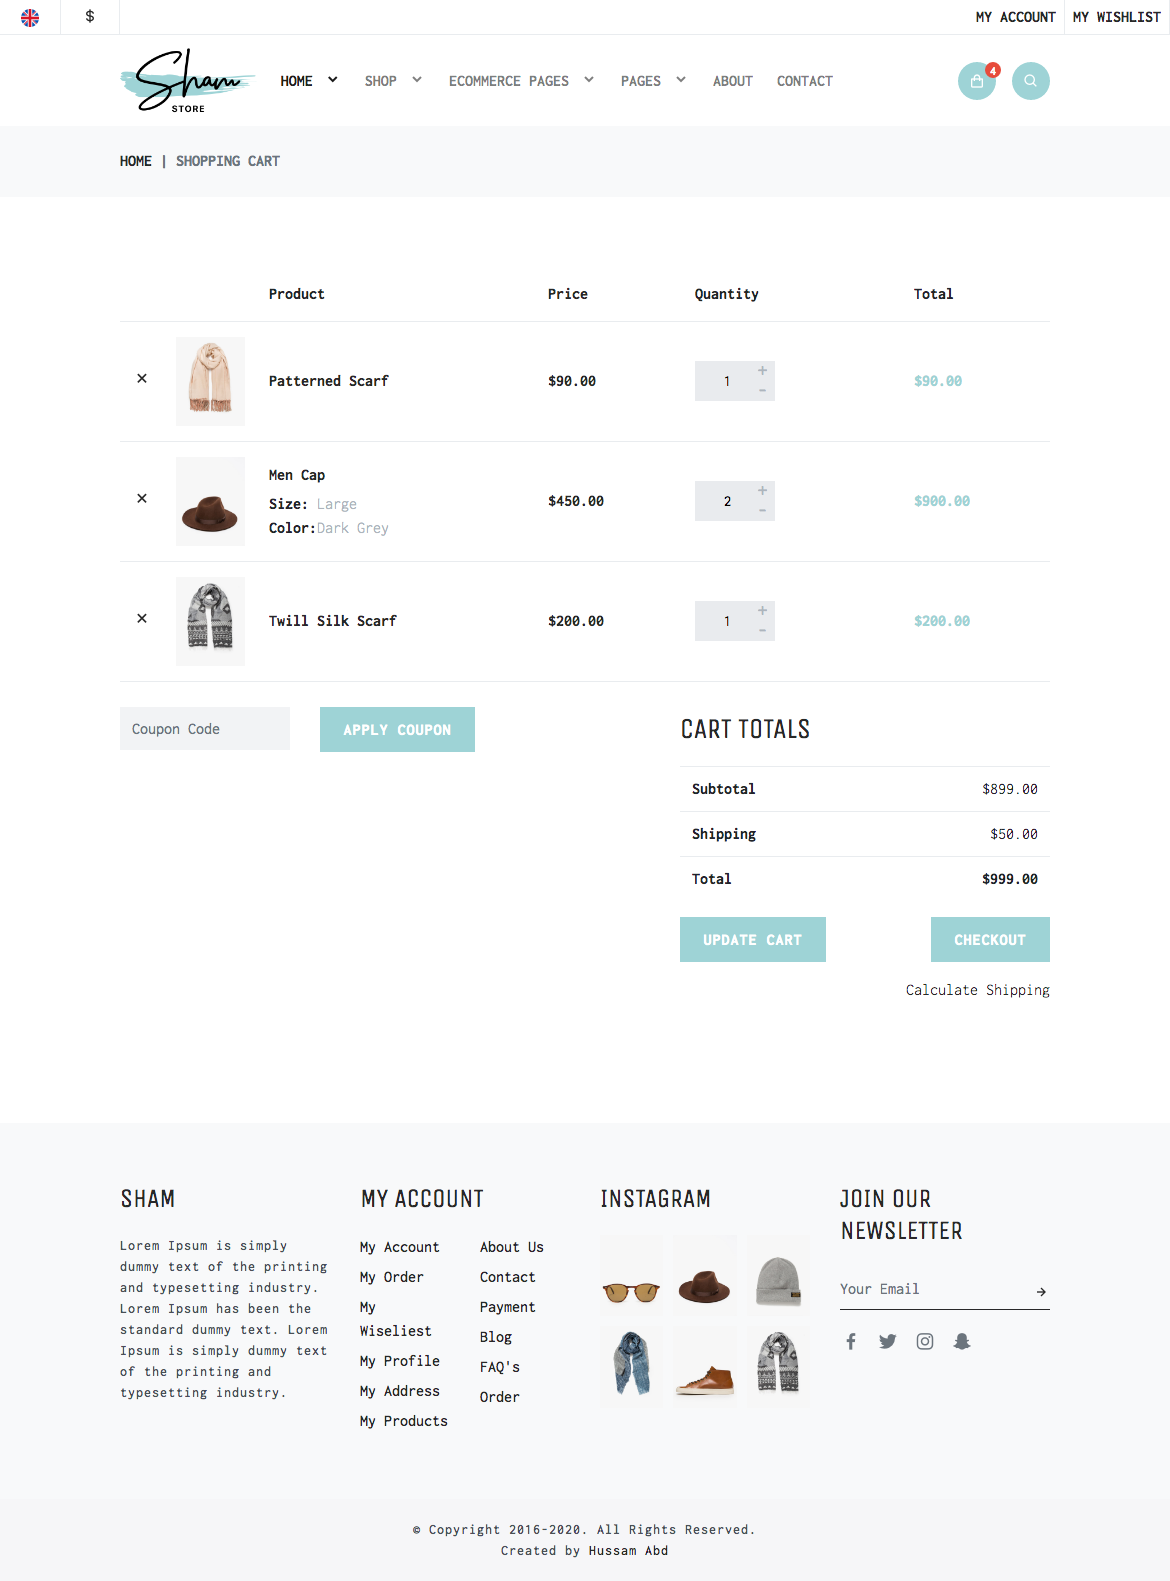 $
MY ACCOUNT
MY WISHLIST
Sham
STORE
HOME
SHOP
ECOMMERCE PAGES
PAGES
ABOUT
CONTACT
4
HOME | SHOPPING CART
Product Price Quantity Total
× Patterned Scarf $90.00 1 + - $90.00
Men Cap
Size: Large
Color:Dark Grey
× $450.00 2 + - $900.00
× Twill Silk Scarf $200.00 1 + - $200.00
Coupon Code
APPLY COUPON
CART TOTALS
Subtotal $899.00
Shipping $50.00
Total $999.00
UPDATE CART
CHECKOUT
Calculate Shipping
SHAM
Lorem Ipsum is simply
dummy text of the printing
and typesetting industry.
Lorem Ipsum has been the
standard dummy text. Lorem
Ipsum is simply dummy text
of the printing and
typesetting industry.
MY ACCOUNT
My Account
My Order
My
Wiseliest
My Profile
My Address
My Products
About Us
Contact
Payment
Blog
FAQ's
Order
INSTAGRAM
JOIN OUR
NEWSLETTER
Your Email
© Copyright 2016-2020. All Rights Reserved.
Created by Hussam Abd